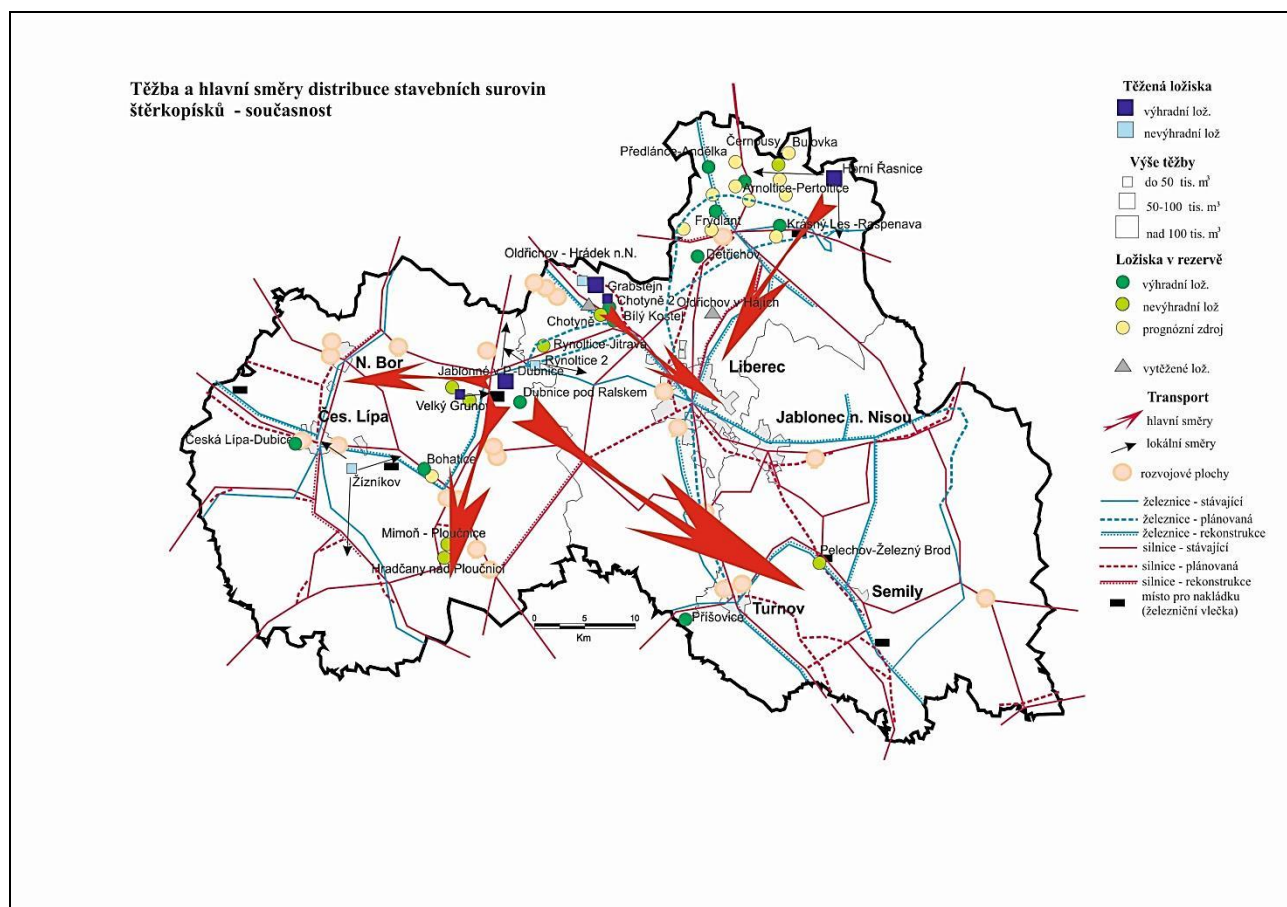 Těžba a hlavní směry distribuce stavebních surovin
štěrkopísků - současnost
Těžená ložiska
výhradní lož.
nevýhradní lož
Výše těžby
do 50 tis. m³
50-100 tis. m³
nad 100 tis. m³
Ložiska v rezervě
výhradní lož.
nevýhradní lož
prognózní zdroj
vytěžené lož.
Transport
hlavní směry
lokální směry
rozvojové plochy
železnice - stávající
železnice - plánovaná
železnice - rekonstrukce
silnice - stávající
silnice - plánovaná
silnice - rekonstrukce
místo pro nakládku
(železniční vlečka)
Černousy
Bulovka
Předlánce-Andělka
Horní Řasnice
Arnoltice-Pertoltice
Frýdlant
Krásný Les -Raspenava
Dětřichov
Oldřichov - Hrádek n.N.
Grabštejn
Chotyně 2
Oldřichov v Hájích
Chotyně
Bílý Kostel
Rynoltice-Jítrava
Rynoltice 2
N. Bor
Jablonné v P.-Dubnice
Liberec
Dubnice pod Ralskem
Velký Grunov
Čes. Lípa
Jablonec n. Nisou
Česká Lípa-Dubice
Bohatice
Žizníkov
Mimoň - Ploučnice
Hradčany nad Ploučnicí
Pelechov-Železný Brod
Semily
Turnov
Příšovice
0 5 10
Km